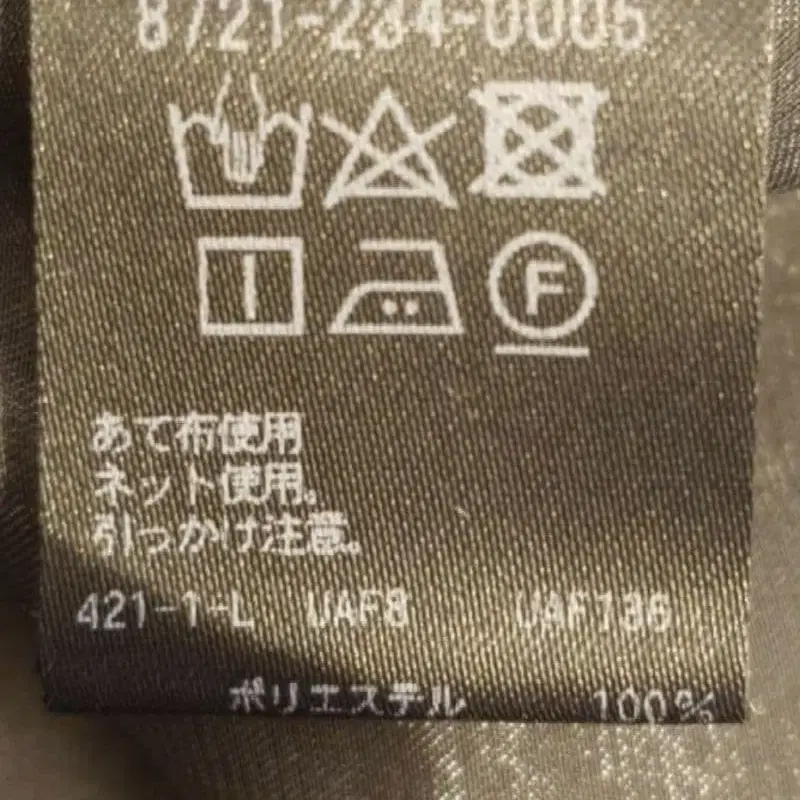 8721-234-0005
F
あて布使用
ネット使用。
引っかけ注意。
421-1-L UAF8 UAF136
ポリエステル 100%